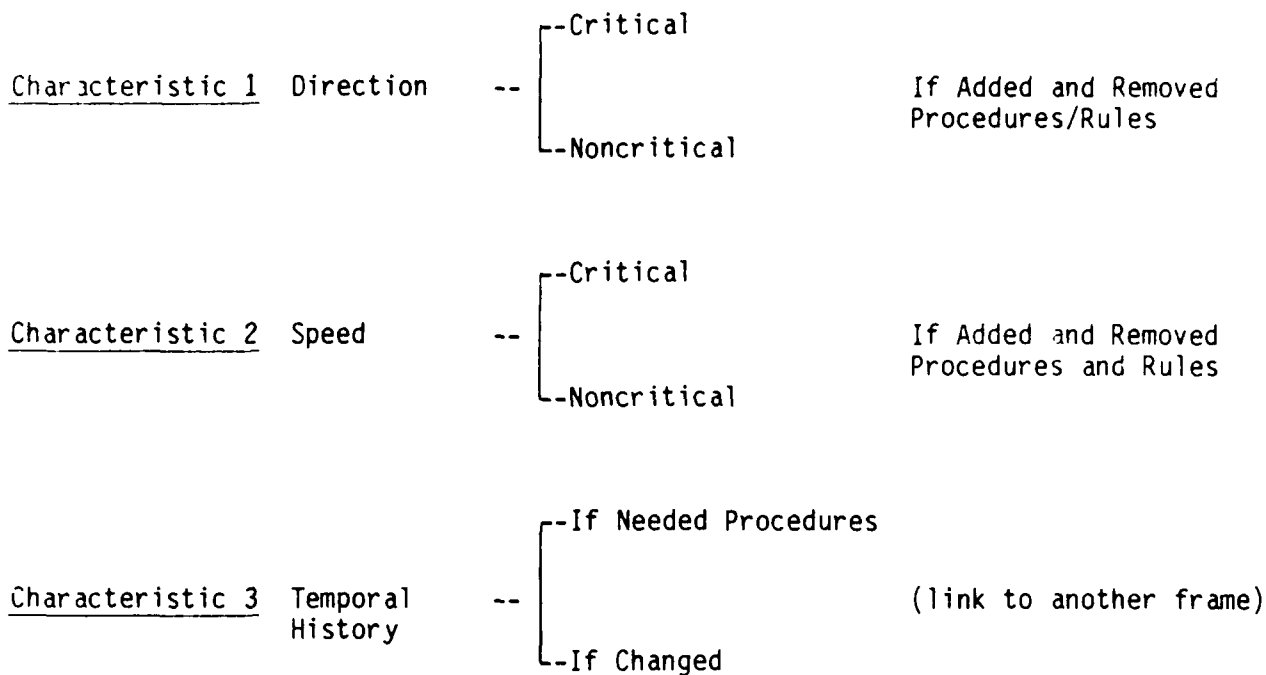 --Critical
Characteristic 1 Direction -- If Added and Removed
Procedures/Rules
--Noncritical
--Critical
Characteristic 2 Speed -- If Added and Removed
Procedures and Rules
--Noncritical
--If Needed Procedures
Characteristic 3 Temporal -- (link to another frame)
History
--If Changed